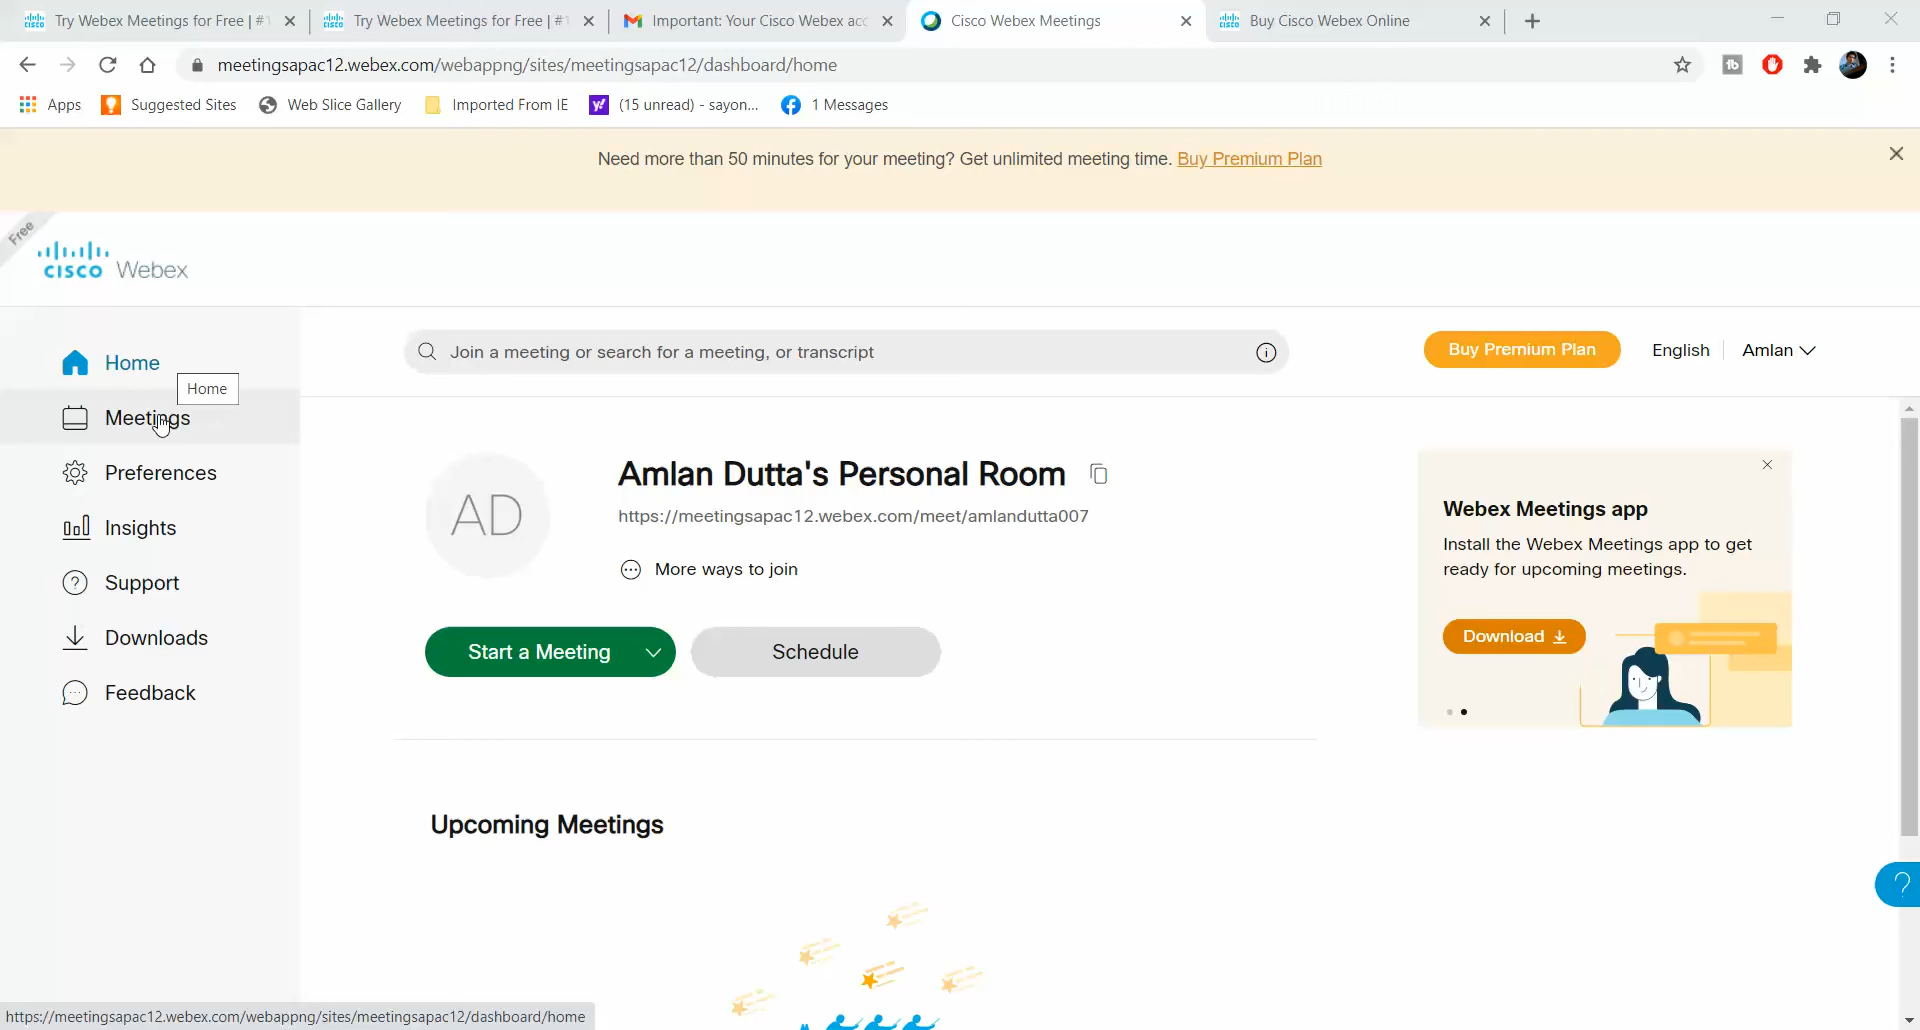 Try Webex Meetings for Free | #1
Try Webex Meetings for Free | #1
Important: Your Cisco Webex acc
Cisco Webex Meetings
Buy Cisco Webex Online
meetingsapac12.webex.com/webappng/sites/meetingsapac12/dashboard/home
Apps
Suggested Sites
Web Slice Gallery
Imported From IE
(15 unread) - sayon...
1 Messages
Need more than 50 minutes for your meeting? Get unlimited meeting time. Buy Premium Plan
Free
CISCO Webex
Join a meeting or search for a meeting, or transcript
Buy Premium Plan
English
Amlan
Home
Home
Meetings
Preferences
Insights
Support
Downloads
Feedback
AD
Amlan Dutta's Personal Room
https://meetingsapac12.webex.com/meet/amlandutta007
More ways to join
Start a Meeting
Schedule
Webex Meetings app
Install the Webex Meetings app to get
ready for upcoming meetings.
Download
Upcoming Meetings
?
https://meetingsapac12.webex.com/webappng/sites/meetingsapac12/dashboard/home